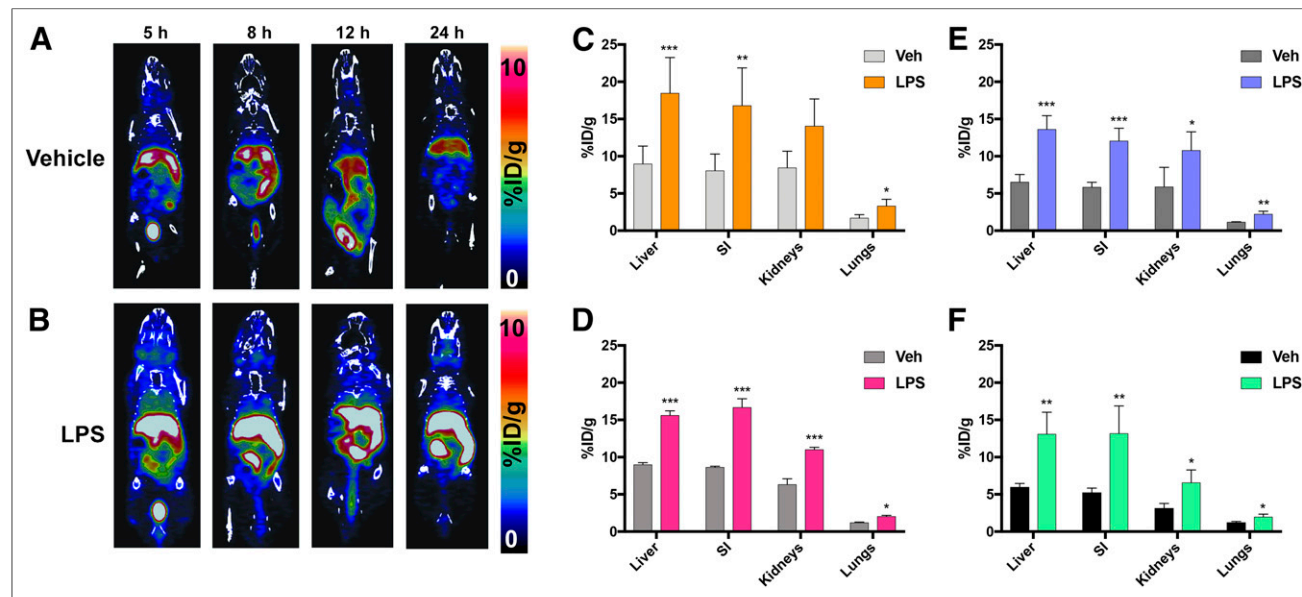 A
5 h
8 h
12 h
24 h
Vehicle
10
%ID/g
0
B
LPS
10
%ID/g
0
C
%ID/g
25
20
15
10
5
0
***
**
*
Veh
LPS
Liver
SI
Kidneys
Lungs
E
%ID/g
25
20
15
10
5
0
***
***
*
**
Veh
LPS
Liver
SI
Kidneys
Lungs
D
%ID/g
25
20
15
10
5
0
***
***
***
*
Veh
LPS
Liver
SI
Kidneys
Lungs
F
%ID/g
25
20
15
10
5
0
**
**
*
*
Veh
LPS
Liver
SI
Kidneys
Lungs